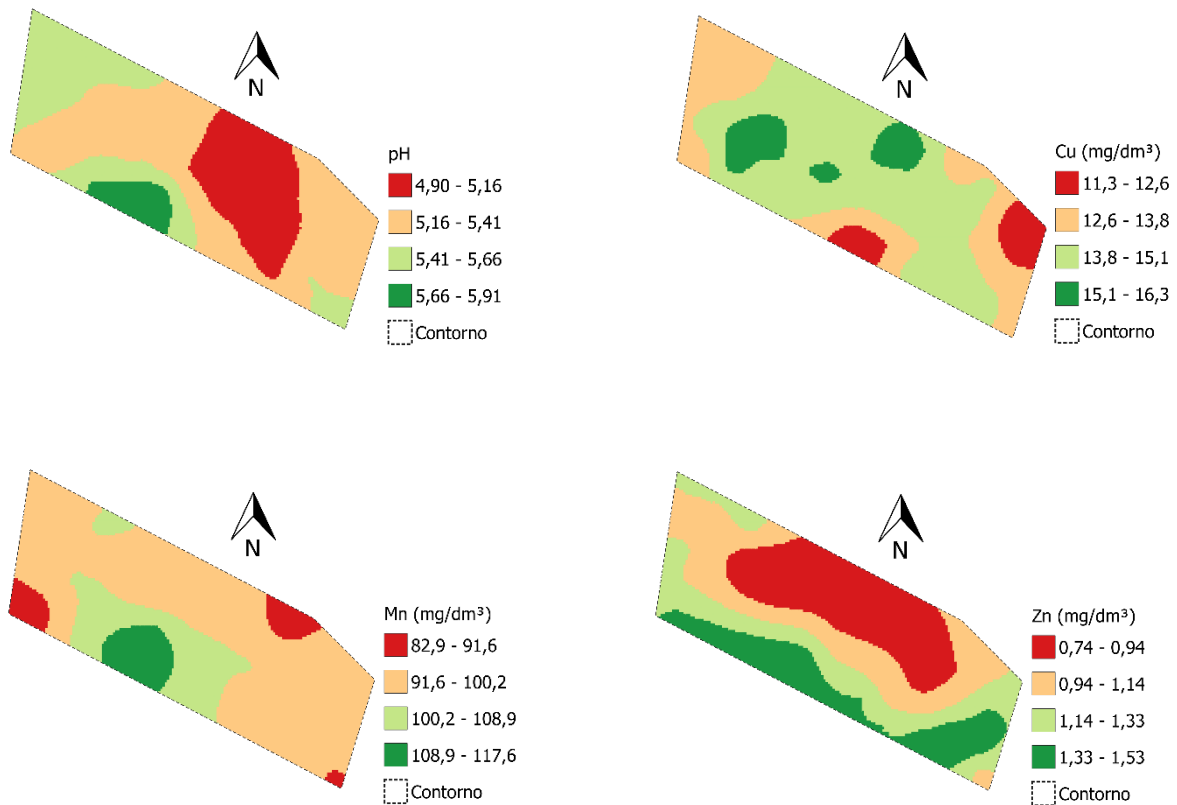 N
pH
4,90 - 5,16
5,16 - 5,41
5,41 - 5,66
5,66 - 5,91
Contorno
N
Cu (mg/dm³)
11,3 - 12,6
12,6 - 13,8
13,8 - 15,1
15,1 - 16,3
Contorno
N
Mn (mg/dm³)
82,9 - 91,6
91,6 - 100,2
100,2 - 108,9
108,9 - 117,6
Contorno
N
Zn (mg/dm³)
0,74 - 0,94
0,94 - 1,14
1,14 - 1,33
1,33 - 1,53
Contorno